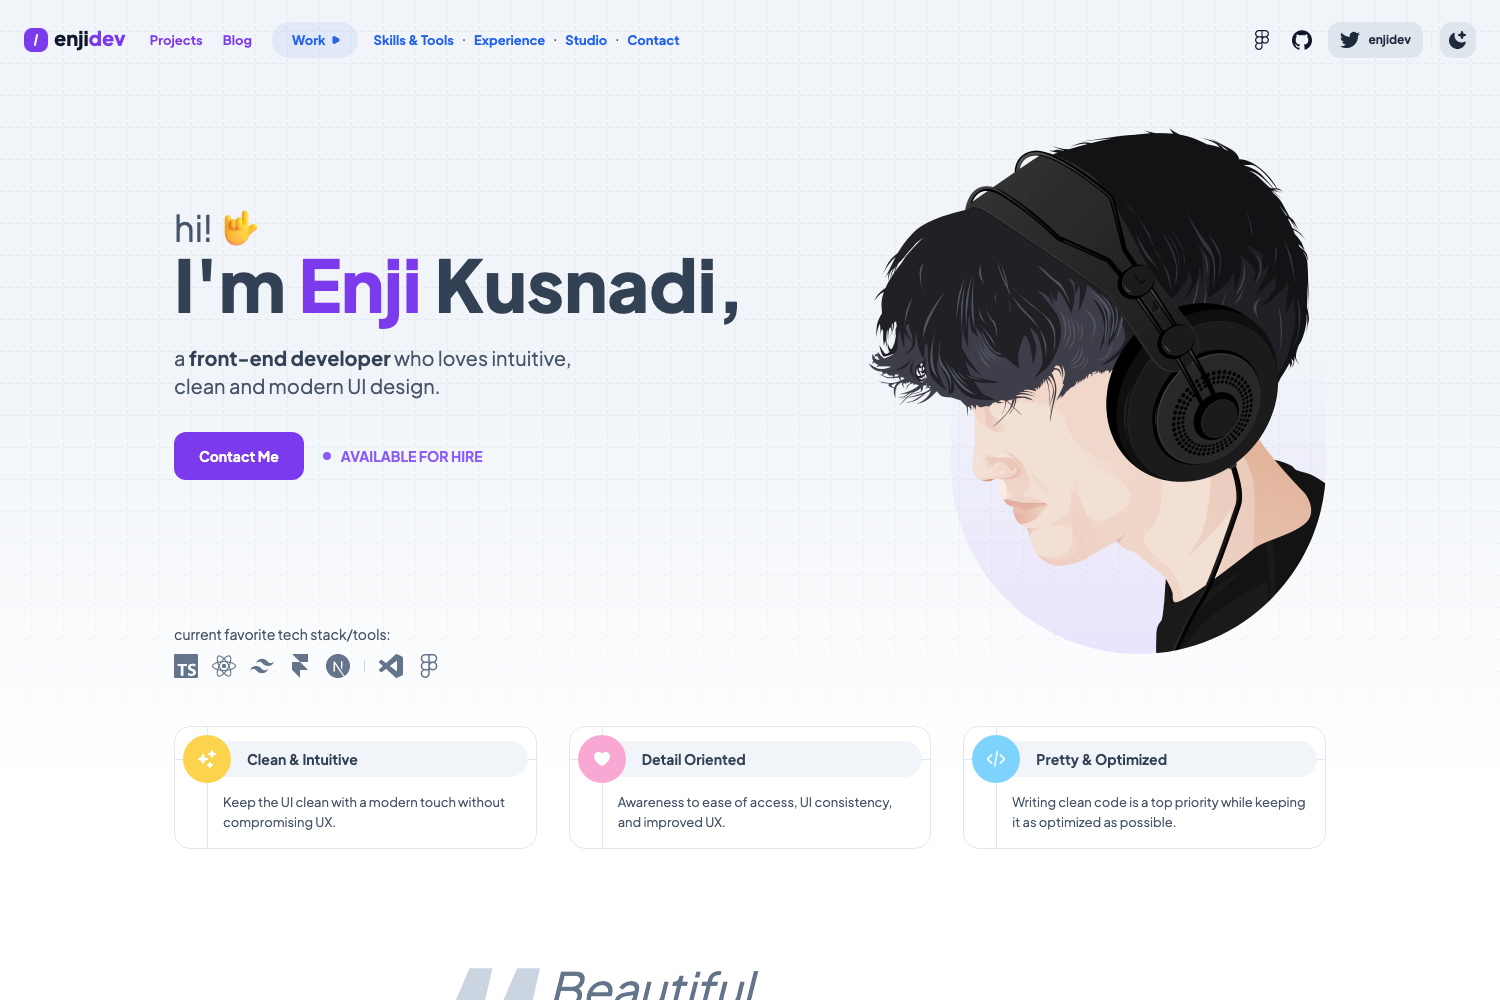 enjidev
Projects
Blog
Work
Skills & Tools · Experience · Studio · Contact
enjidev
hi! 🤟
I'm Enji Kusnadi,
a front-end developer who loves intuitive,
clean and modern UI design.
Contact Me
AVAILABLE FOR HIRE
current favorite tech stack/tools:
TS
N
Clean & Intuitive
Keep the UI clean with a modern touch without
compromising UX.
Detail Oriented
Awareness to ease of access, UI consistency,
and improved UX.
Pretty & Optimized
Writing clean code is a top priority while keeping
it as optimized as possible.
"Beautiful